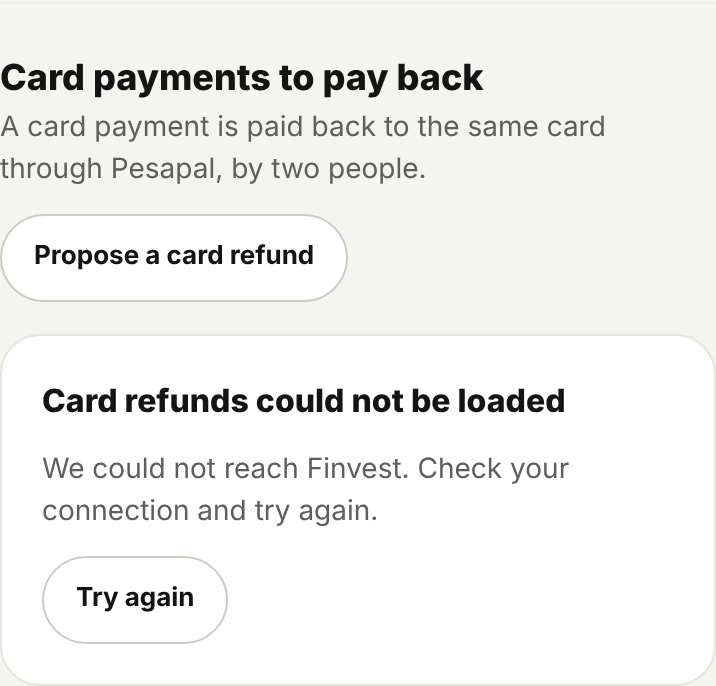 Card payments to pay back
A card payment is paid back to the same card
through Pesapal, by two people.
Propose a card refund
Card refunds could not be loaded
We could not reach Finvest. Check your
connection and try again.
Try again